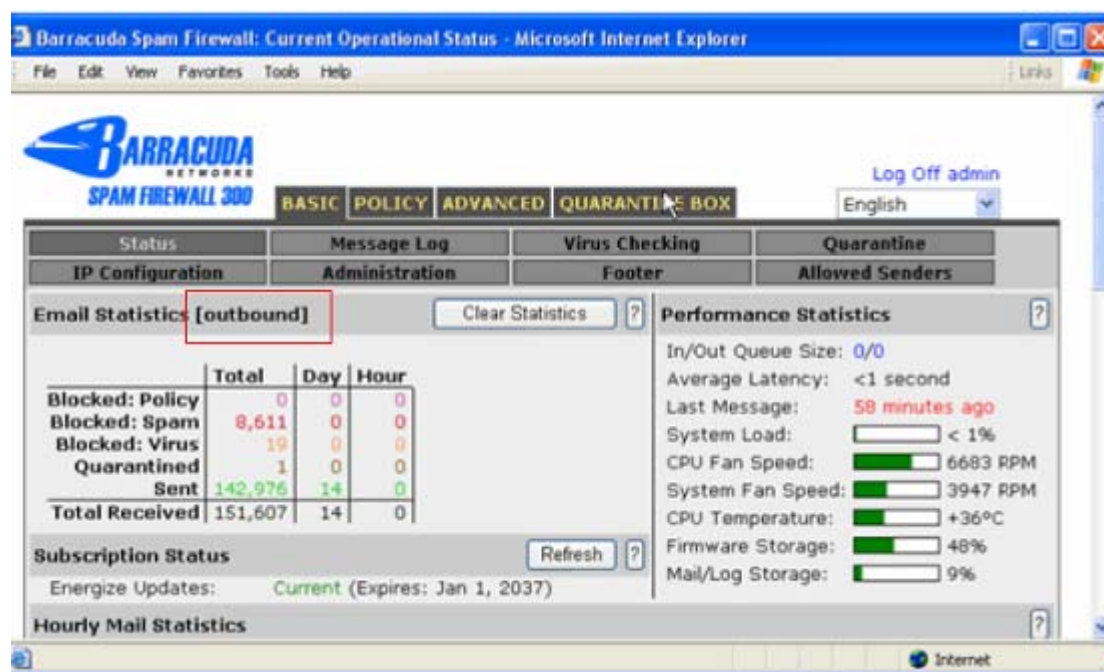 Barracuda Spam Firewall: Current Operational Status - Microsoft Internet Explorer
File Edit View Favorites Tools Help Links
BARRACUDA
NETWORKS
SPAM FIREWALL 300
Log Off admin
BASIC POLICY ADVANCED QUARANTINE BOX English
Status Message Log Virus Checking Quarantine
IP Configuration Administration Footer Allowed Senders
Email Statistics [outbound] Clear Statistics ?
Total Day Hour
Blocked: Policy 0 0 0
Blocked: Spam 8,611 0 0
Blocked: Virus 19 0 0
Quarantined 1 0 0
Sent 142,976 14 0
Total Received 151,607 14 0
Subscription Status Refresh ?
Energize Updates: Current (Expires: Jan 1, 2037)
Performance Statistics ?
In/Out Queue Size: 0/0
Average Latency: <1 second
Last Message: 58 minutes ago
System Load: < 1%
CPU Fan Speed: 6683 RPM
System Fan Speed: 3947 RPM
CPU Temperature: +36ºC
Firmware Storage: 48%
Mail/Log Storage: 9%
Hourly Mail Statistics ?
Internet